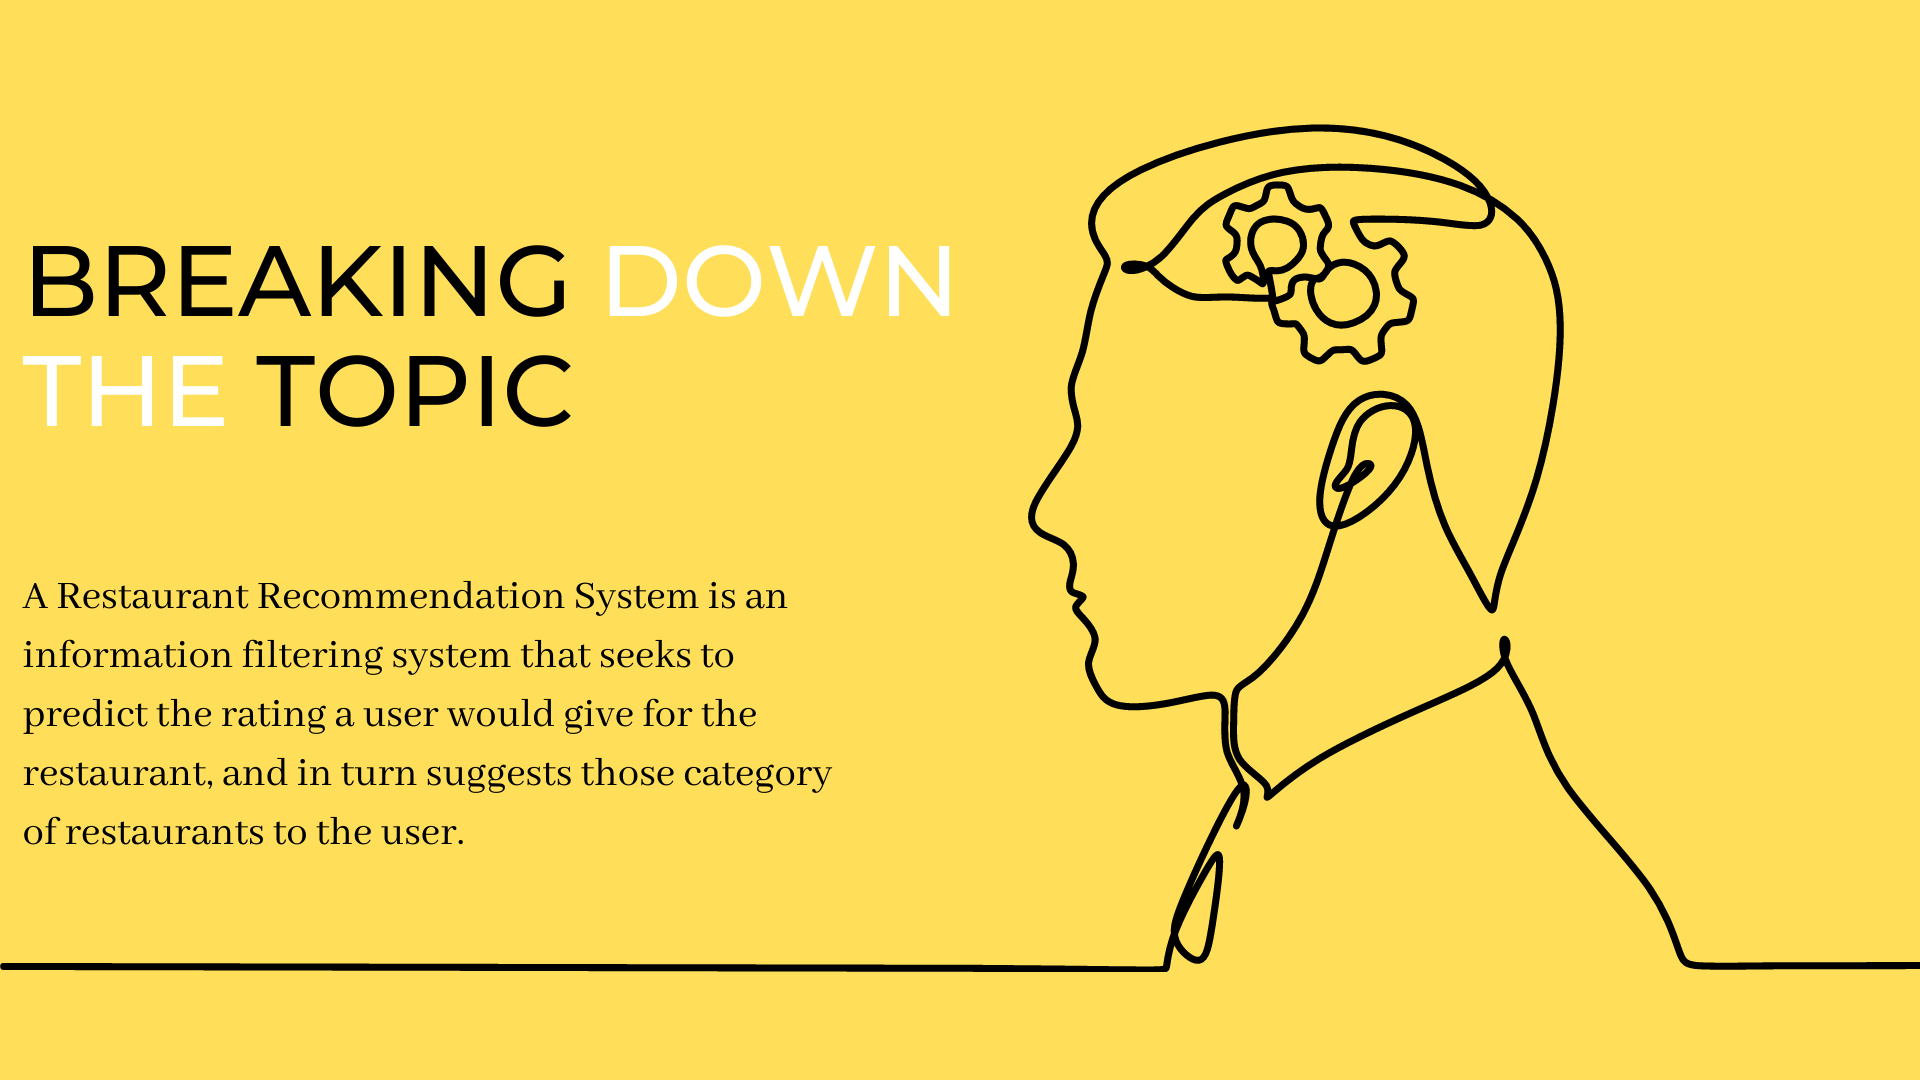 BREAKING DOWN
THE TOPIC
A Restaurant Recommendation System is an
information filtering system that seeks to
predict the rating a user would give for the
restaurant, and in turn suggests those category
of restaurants to the user.